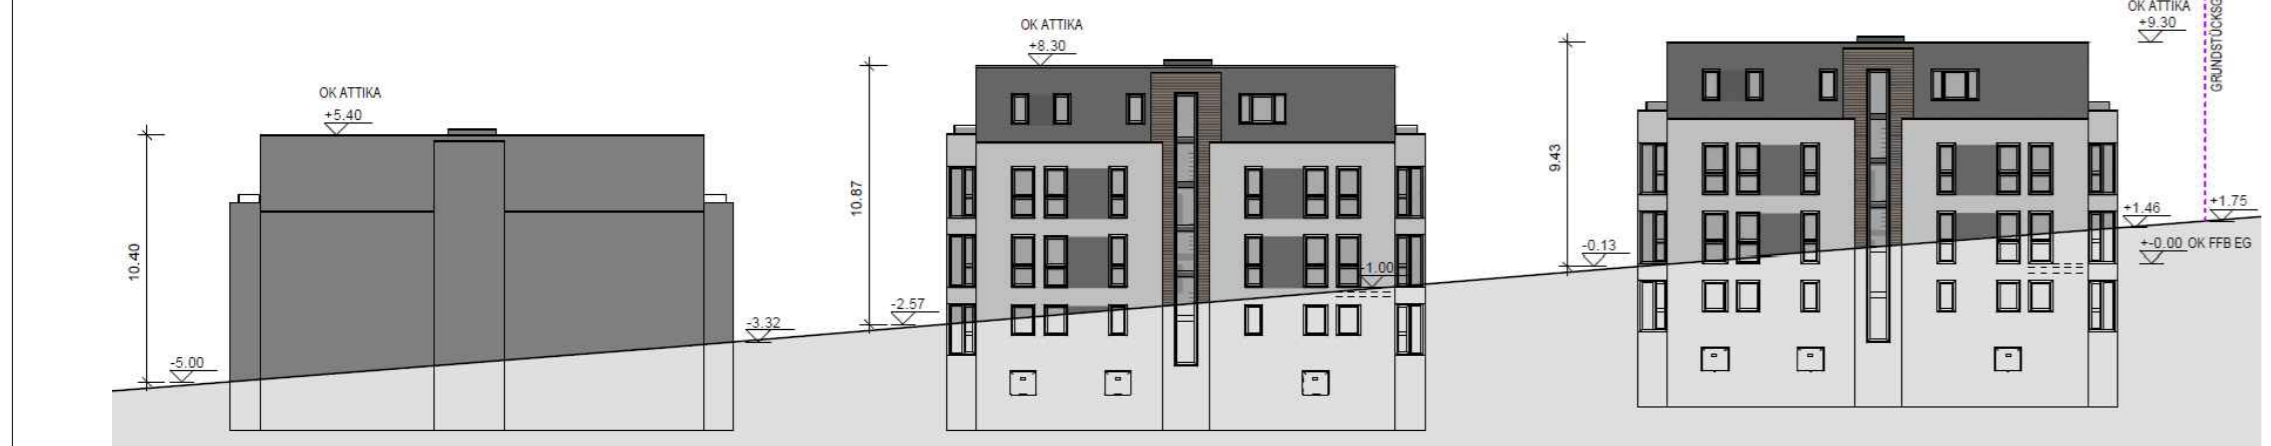 OK ATTIKA
+5.40
10.40
-5.00
-3.32
OK ATTIKA
+8.30
10.87
-2.57
-1.00
9.43
-0.13
OK ATTIKA
+9.30
+1.46
+1.75
+-0.00 OK FFB EG
GRUNDSTÜCKSG